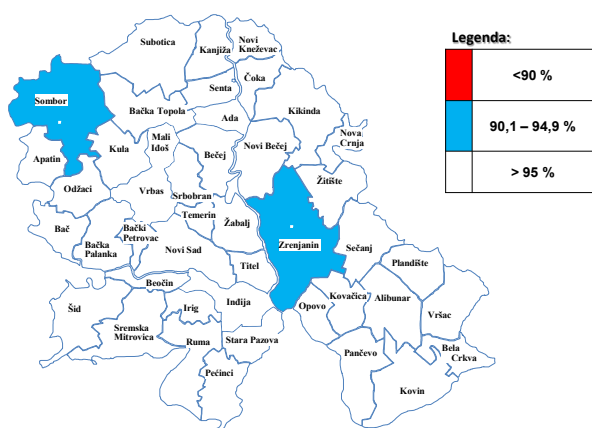 Legenda:
<90 %
90,1 – 94,9 %
> 95 %
Subotica
Kanjiža
Novi
Kneževac
Čoka
Senta
Sombor
Bačka Topola
Ada
Kikinda
Mali
Iđoš
Nova
Crnja
Apatin
Kula
Bečej
Novi Bečej
Žitište
Odžaci
Vrbas
Srbobran
Temerin
Žabalj
Bač
Bačka
Palanka
Bački
Petrovac
Novi Sad
Zrenjanin
Sečanj
Titel
Plandište
Beočin
Inđija
Opovo
Kovačica
Alibunar
Šid
Irig
Vršac
Sremska
Mitrovica
Ruma
Stara Pazova
Pančevo
Bela
Crkva
Pećinci
Kovin